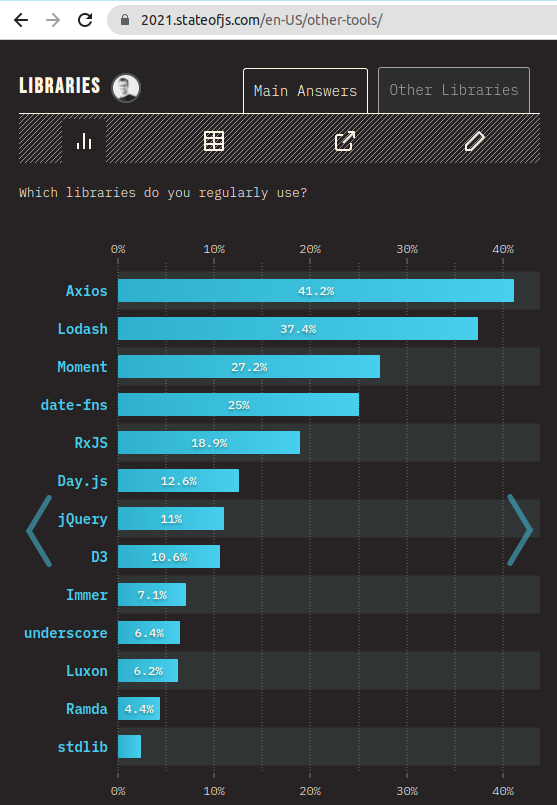 2021.stateofjs.com/en-US/other-tools/
LIBRARIES
Main Answers
Other Libraries
Which libraries do you regularly use?
0% 10% 20% 30% 40%
Axios 41.2%
Lodash 37.4%
Moment 27.2%
date-fns 25%
RxJS 18.9%
Day.js 12.6%
jQuery 11%
D3 10.6%
Immer 7.1%
underscore 6.4%
Luxon 6.2%
Ramda 4.4%
stdlib
0% 10% 20% 30% 40%